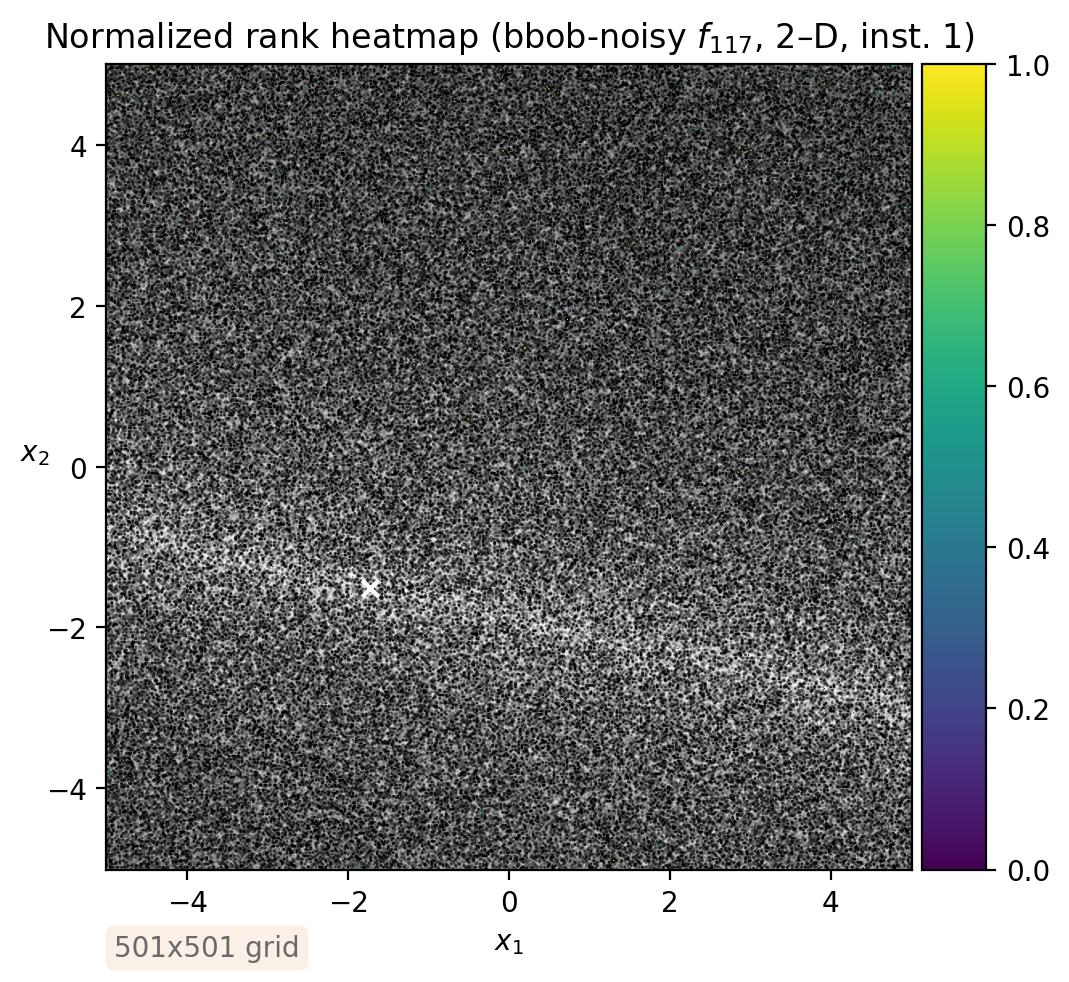 Normalized rank heatmap (bbob-noisy f₁₁₇, 2–D, inst. 1)
1.0
0.8
0.6
0.4
0.2
0.0
4
2
0
−2
−4
x₂
−4 −2 0 2 4
x₁
501x501 grid